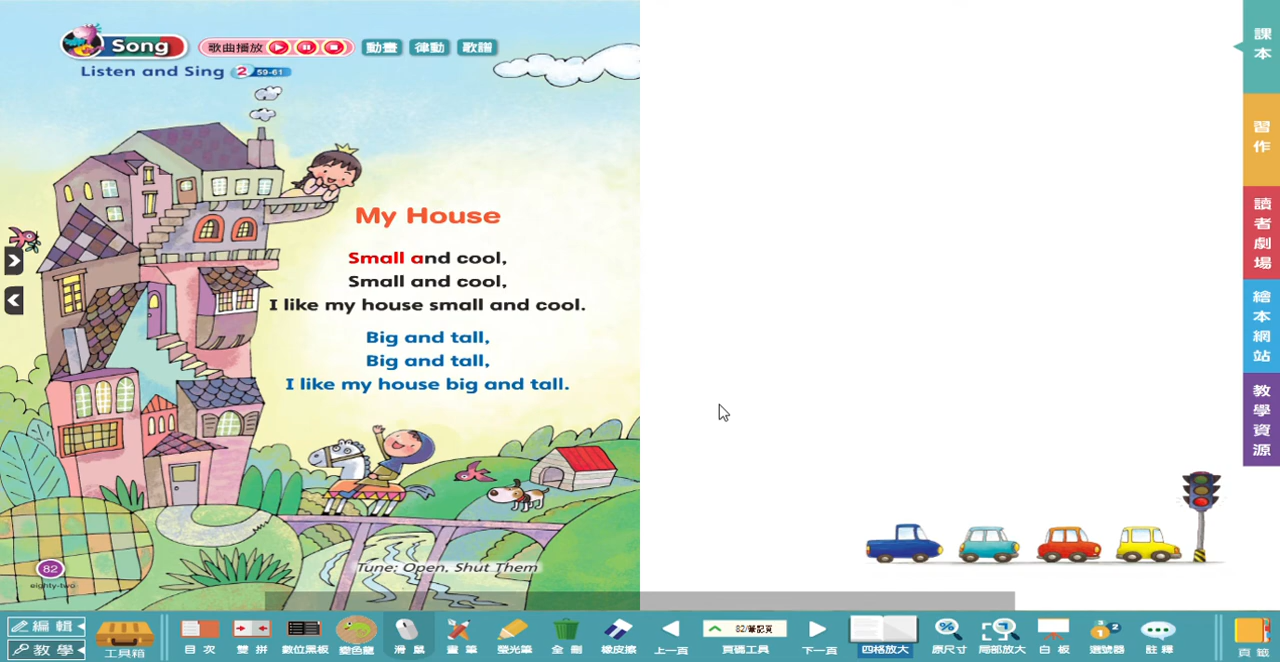 Song
歌曲播放
動畫
律動
歌譜
Listen and Sing 2 59-61
My House
Small and cool,
Small and cool,
I like my house small and cool.
Big and tall,
Big and tall,
I like my house big and tall.
82
eighty-two
Tune: Open, Shut Them
課本
習作
讀者劇場
繪本網站
教學資源
編輯
教學
工具箱
目次
雙拼
數位黑板
變色龍
滑鼠
畫筆
螢光筆
全刪
橡皮擦
上一頁
82/筆記頁
頁碼工具
下一頁
四格放大
原尺寸
局部放大
白板
選號器
註釋
頁籤